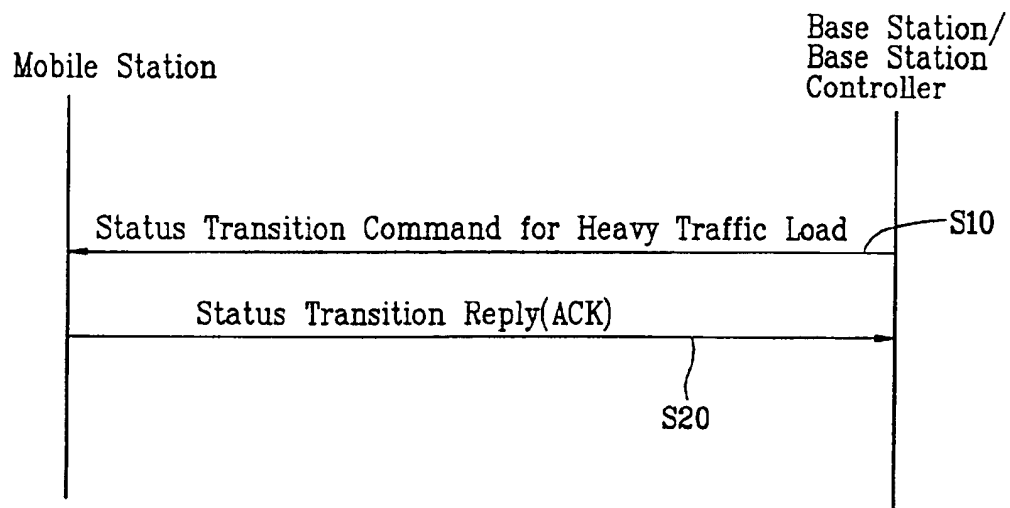 Mobile Station
Base Station/
Base Station
Controller
Status Transition Command for Heavy Traffic Load
S10
Status Transition Reply(ACK)
S20